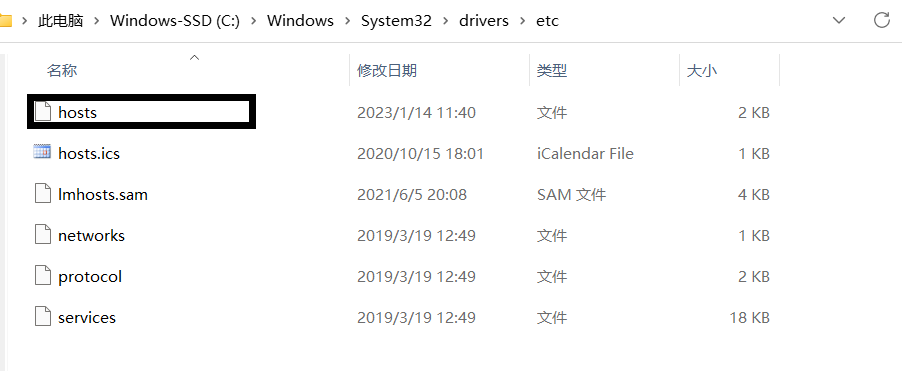 此电脑 > Windows-SSD (C:) > Windows > System32 > drivers > etc
名称 修改日期 类型 大小
hosts 2023/1/14 11:40 文件 2 KB
hosts.ics 2020/10/15 18:01 iCalendar File 1 KB
lmhosts.sam 2021/6/5 20:08 SAM 文件 4 KB
networks 2019/3/19 12:49 文件 1 KB
protocol 2019/3/19 12:49 文件 2 KB
services 2019/3/19 12:49 文件 18 KB